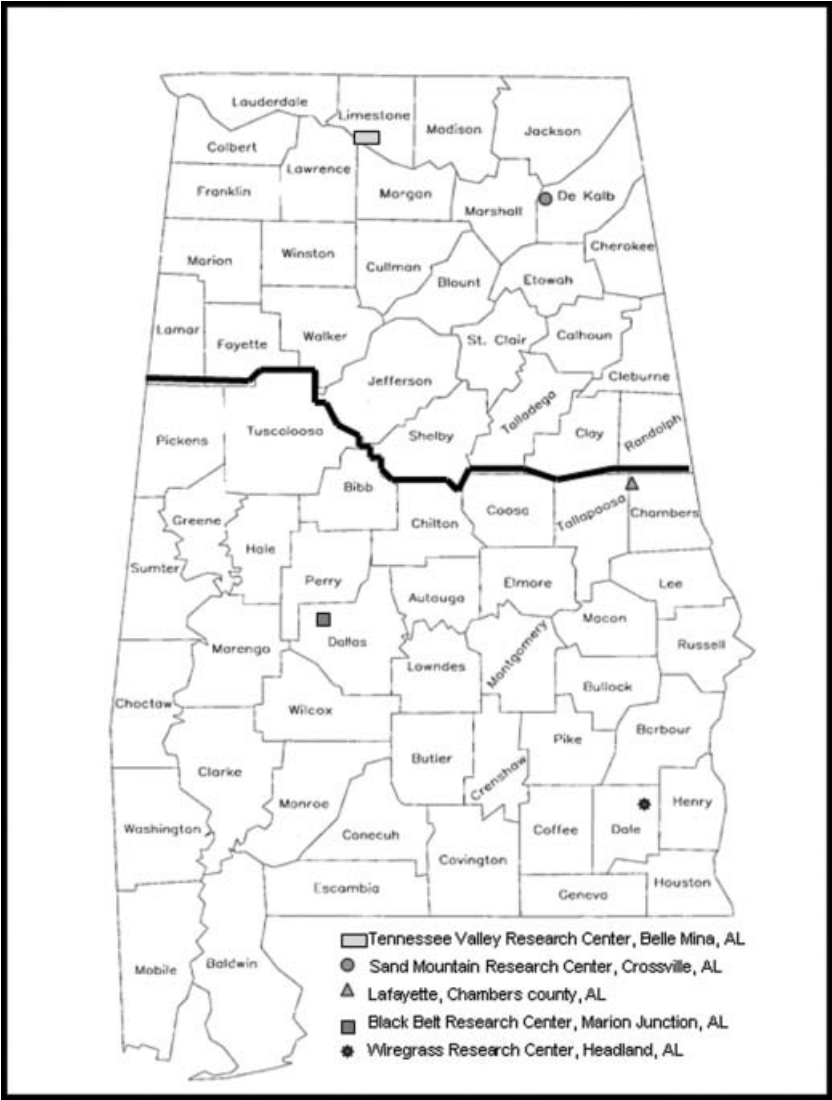 Lauderdale
Limestone
Madison
Jackson
Colbert
Lawrence
Franklin
Morgan
Marshall
De Kalb
Marion
Winston
Cullman
Blount
Etowah
Cherokee
Lamar
Fayette
Walker
St. Clair
Calhoun
Jefferson
Cleburne
Talladega
Pickens
Tuscaloosa
Shelby
Clay
Randolph
Bibb
Greene
Chilton
Coosa
Tallapoosa
Chambers
Hale
Sumter
Perry
Autauga
Elmore
Lee
Marengo
Dallas
Lowndes
Montgomery
Macon
Russell
Choctaw
Wilcox
Bullock
Clarke
Butler
Crenshaw
Pike
Barbour
Washington
Monroe
Conecuh
Covington
Coffee
Dale
Henry
Escambia
Geneva
Houston
Mobile
Baldwin
Tennessee Valley Research Center, Belle Mina, AL
Sand Mountain Research Center, Crossville, AL
Lafayette, Chambers county, AL
Black Belt Research Center, Marion Junction, AL
Wiregrass Research Center, Headland, AL